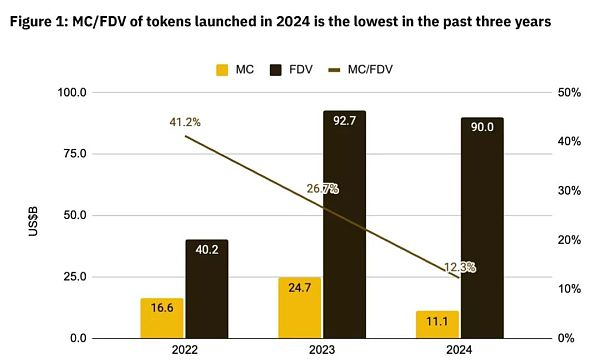 Figure 1: MC/FDV of tokens launched in 2024 is the lowest in the past three years
MC FDV MC/FDV
100.0 50%
92.7 90.0
41.2% 40%
75.0
26.7% 30%
US$B
50.0
40.2 20%
25.0 24.7 12.3%
16.6 10%
11.1
0.0 0%
2022 2023 2024